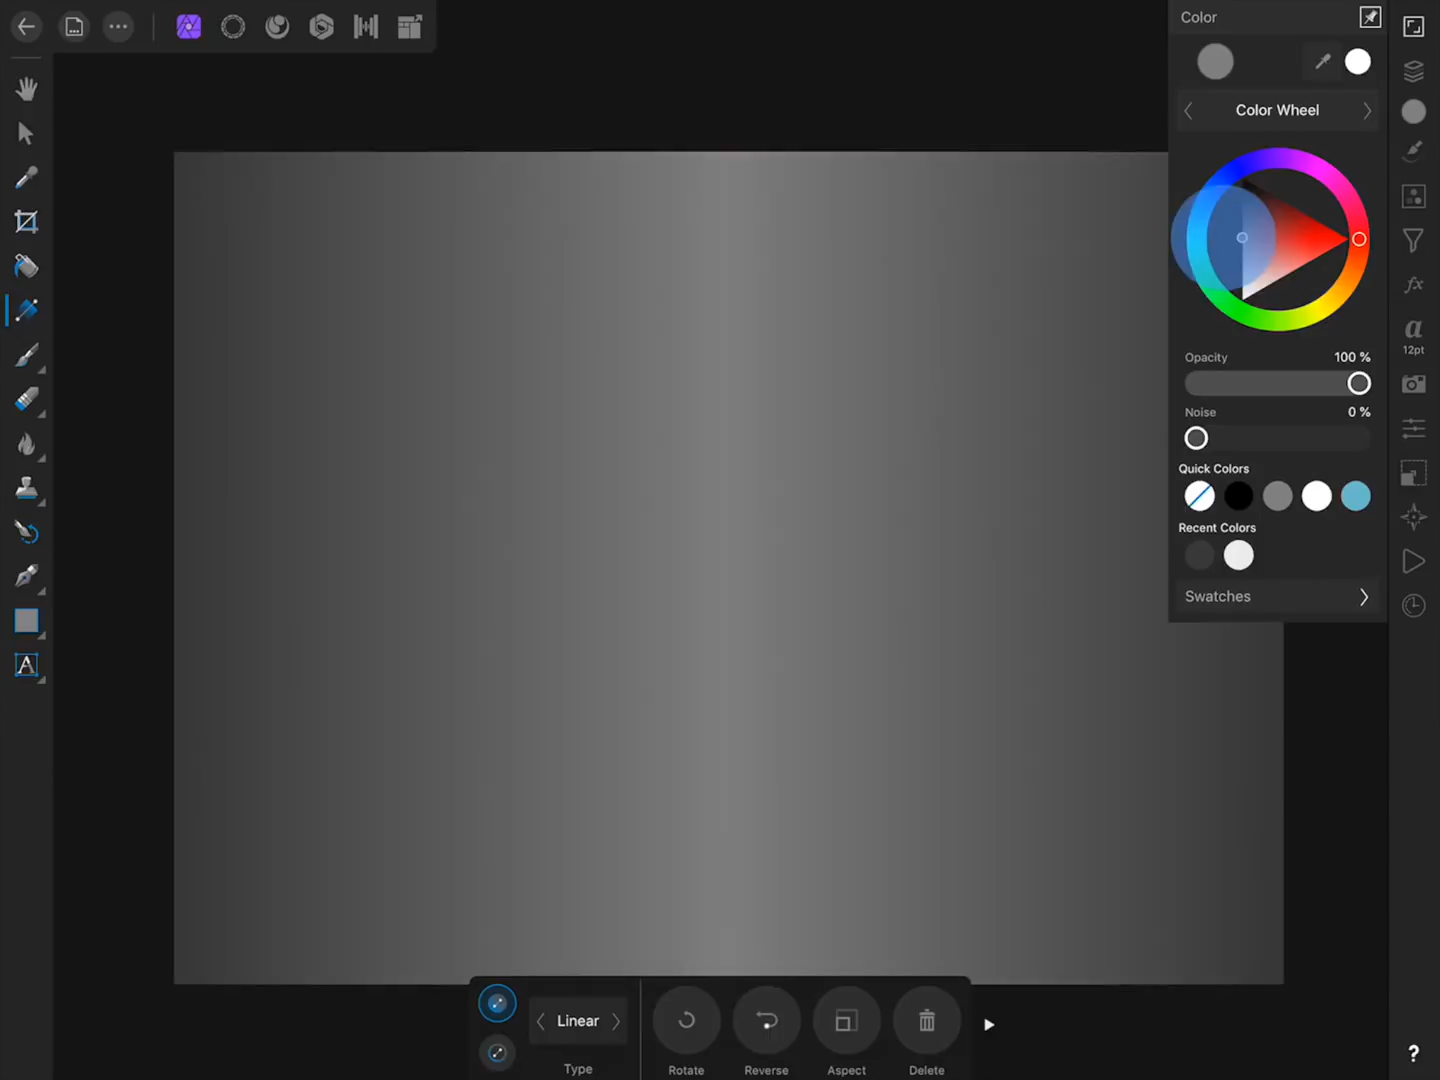 Color
Color Wheel
Opacity 100 %
Noise 0 %
Quick Colors
Recent Colors
Swatches
a
12pt
fx
A
Linear
Type
Rotate Reverse Aspect Delete
?